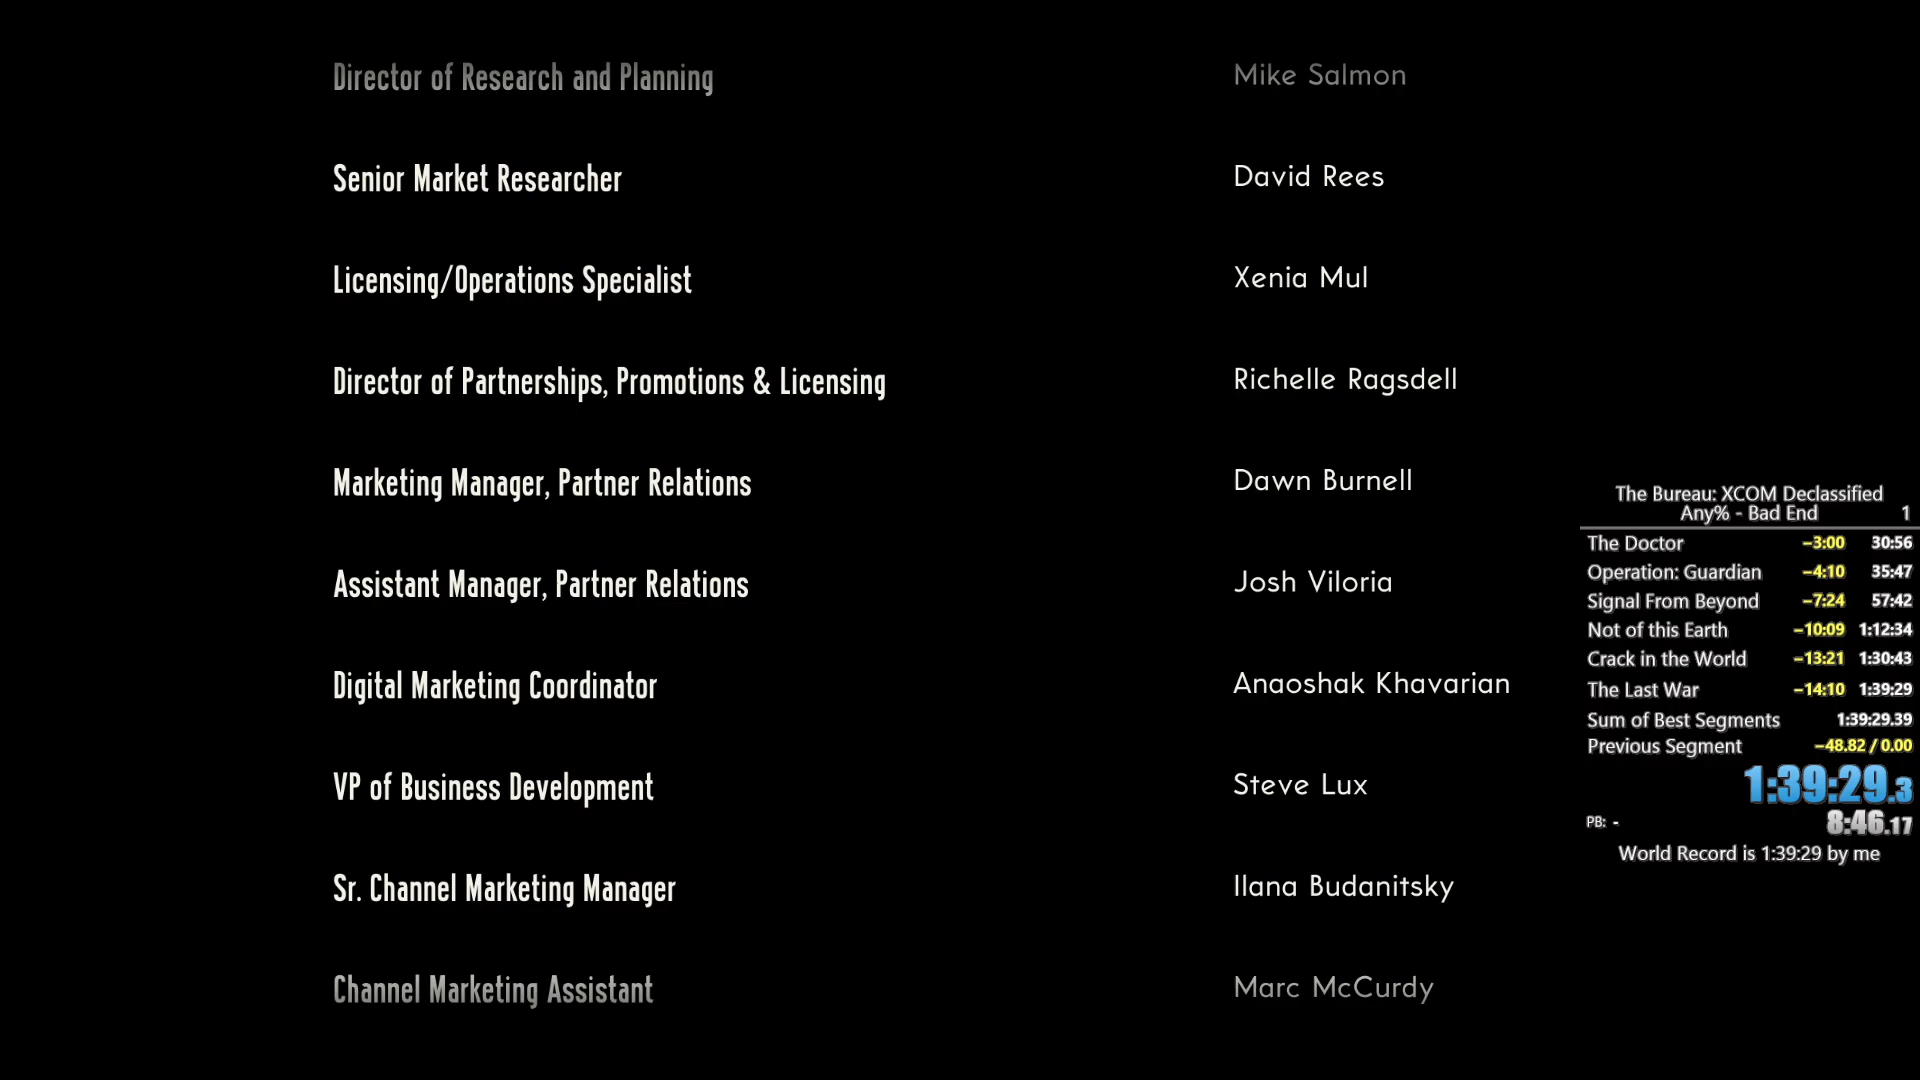 Director of Research and Planning Mike Salmon
Senior Market Researcher David Rees
Licensing/Operations Specialist Xenia Mul
Director of Partnerships, Promotions & Licensing Richelle Ragsdell
Marketing Manager, Partner Relations Dawn Burnell
Assistant Manager, Partner Relations Josh Viloria
Digital Marketing Coordinator Anaoshak Khavarian
VP of Business Development Steve Lux
Sr. Channel Marketing Manager Ilana Budanitsky
Channel Marketing Assistant Marc McCurdy
The Bureau: XCOM Declassified
Any% - Bad End 1
The Doctor −3:00 30:56
Operation: Guardian −4:10 35:47
Signal From Beyond −7:24 57:42
Not of this Earth −10:09 1:12:34
Crack in the World −13:21 1:30:43
The Last War −14:10 1:39:29
Sum of Best Segments 1:39:29.39
Previous Segment −48.82 / 0.00
1:39:29.3
PB: - 8:46.17
World Record is 1:39:29 by me